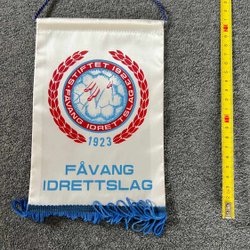 STIFTET 1923
FÅVANG IDRETTSLAG
1923
FÅVANG
IDRETTSLAG